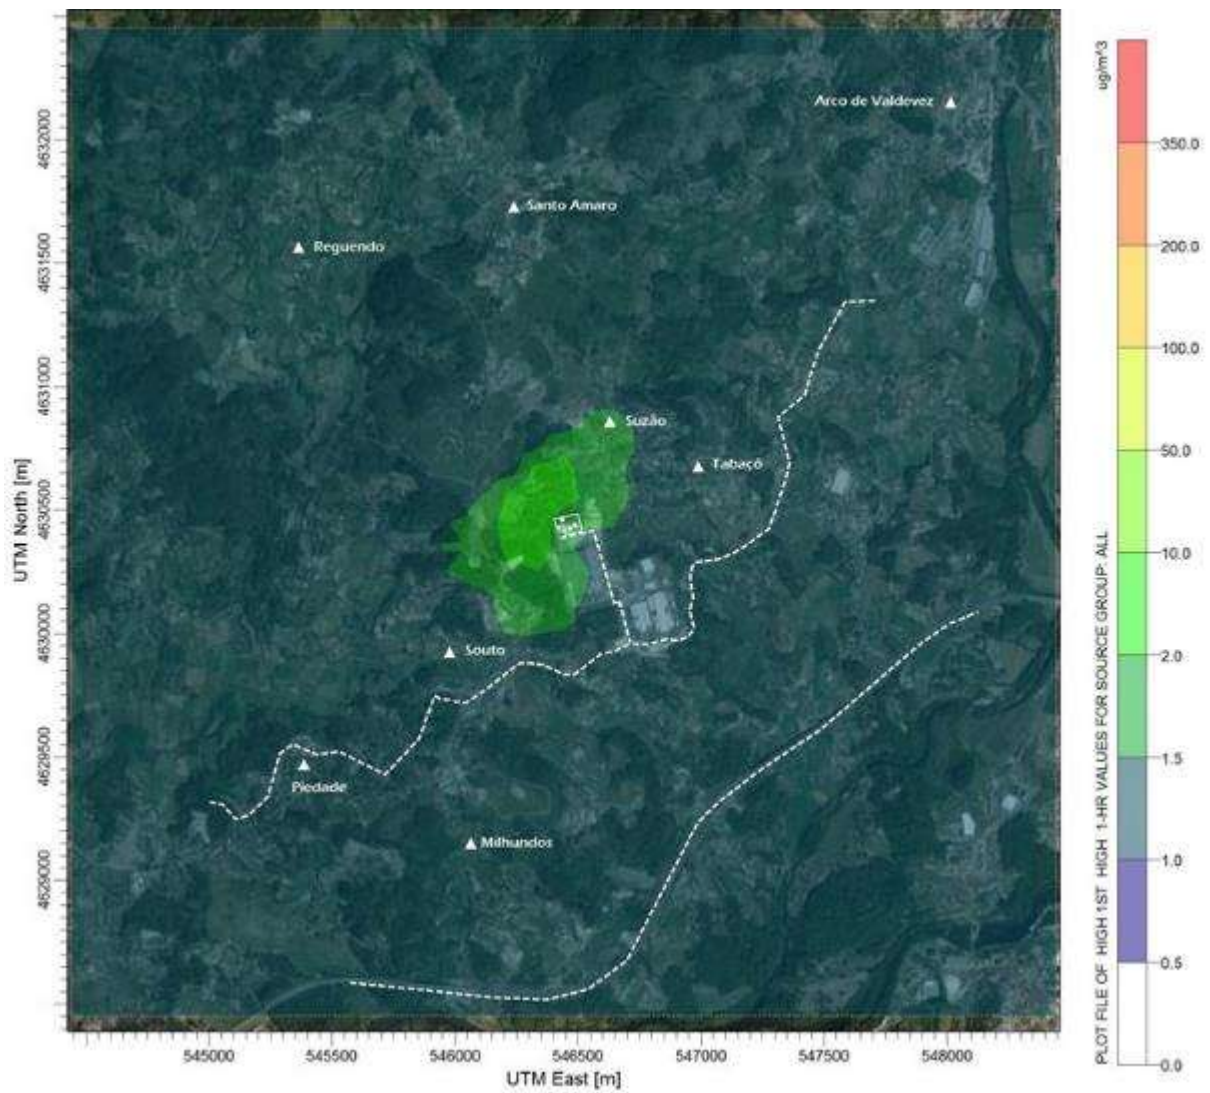 ug/m^3
Arco de Valdevez
350.0
4632000
Santo Amaro
Reguendo
200.0
4631500
100.0
4631000
Suzão
50.0
Tabaçô
4630500
UTM North [m]
10.0
4630000
Souto
2.0
4629500
1.5
Piedade
Milhundos
4629000
1.0
0.5
0.0
PLOT FILE OF HIGH 1ST HIGH 1-HR VALUES FOR SOURCE GROUP: ALL
545000 545500 546000 546500 547000 547500 548000
UTM East [m]